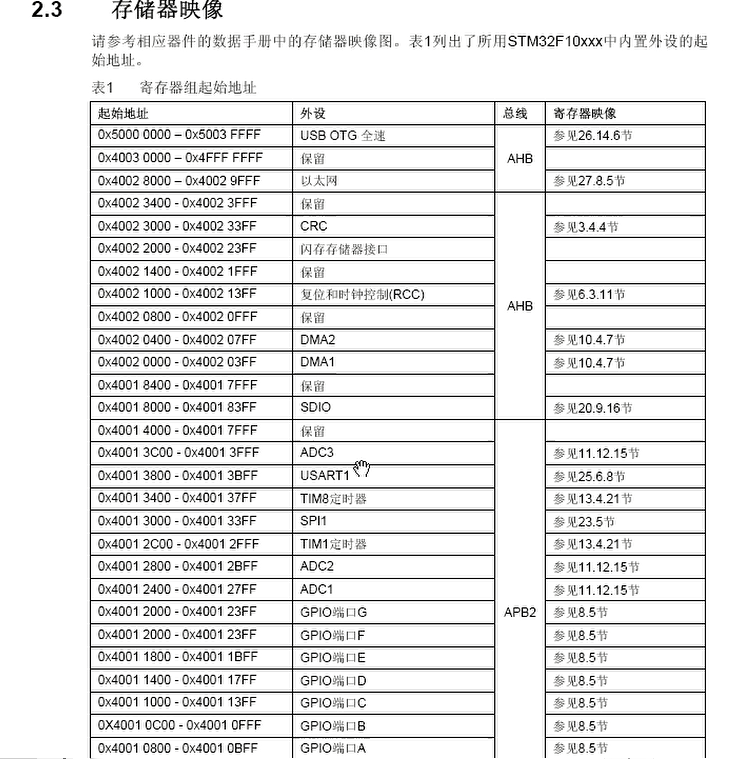 2.3 存储器映像
请参考相应器件的数据手册中的存储器映像图。表1列出了所用STM32F10xxx中内置外设的起
始地址。
表1 寄存器组起始地址
起始地址 外设 总线 寄存器映像
0x5000 0000 – 0x5003 FFFF USB OTG 全速 参见26.14.6节
0x4003 0000 – 0x4FFF FFFF 保留 AHB
0x4002 8000 – 0x4002 9FFF 以太网 参见27.8.5节
0x4002 3400 - 0x4002 3FFF 保留
0x4002 3000 - 0x4002 33FF CRC 参见3.4.4节
0x4002 2000 - 0x4002 23FF 闪存存储器接口
0x4002 1400 - 0x4002 1FFF 保留
0x4002 1000 - 0x4002 13FF 复位和时钟控制(RCC) 参见6.3.11节
AHB
0x4002 0800 - 0x4002 0FFF 保留
0x4002 0400 - 0x4002 07FF DMA2 参见10.4.7节
0x4002 0000 - 0x4002 03FF DMA1 参见10.4.7节
0x4001 8400 - 0x4001 7FFF 保留
0x4001 8000 - 0x4001 83FF SDIO 参见20.9.16节
0x4001 4000 - 0x4001 7FFF 保留
0x4001 3C00 - 0x4001 3FFF ADC3 参见11.12.15节
0x4001 3800 - 0x4001 3BFF USART1 参见25.6.8节
0x4001 3400 - 0x4001 37FF TIM8定时器 参见13.4.21节
0x4001 3000 - 0x4001 33FF SPI1 参见23.5节
0x4001 2C00 - 0x4001 2FFF TIM1定时器 参见13.4.21节
0x4001 2800 - 0x4001 2BFF ADC2 参见11.12.15节
0x4001 2400 - 0x4001 27FF ADC1 参见11.12.15节
0x4001 2000 - 0x4001 23FF GPIO端口G APB2 参见8.5节
0x4001 2000 - 0x4001 23FF GPIO端口F 参见8.5节
0x4001 1800 - 0x4001 1BFF GPIO端口E 参见8.5节
0x4001 1400 - 0x4001 17FF GPIO端口D 参见8.5节
0x4001 1000 - 0x4001 13FF GPIO端口C 参见8.5节
0X4001 0C00 - 0x4001 0FFF GPIO端口B 参见8.5节
0x4001 0800 - 0x4001 0BFF GPIO端口A 参见8.5节